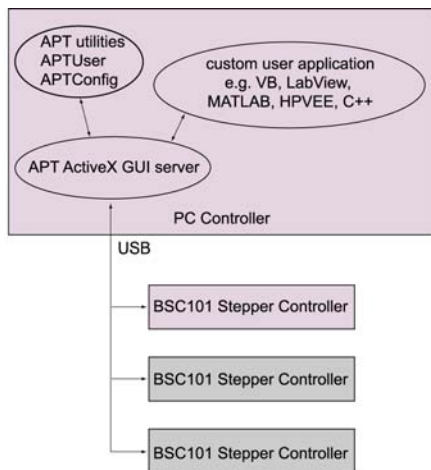 APT utilities
APTUser
APTConfig
custom user application
e.g. VB, LabView,
MATLAB, HPVEE, C++
APT ActiveX GUI server
PC Controller
USB
BSC101 Stepper Controller
BSC101 Stepper Controller
BSC101 Stepper Controller